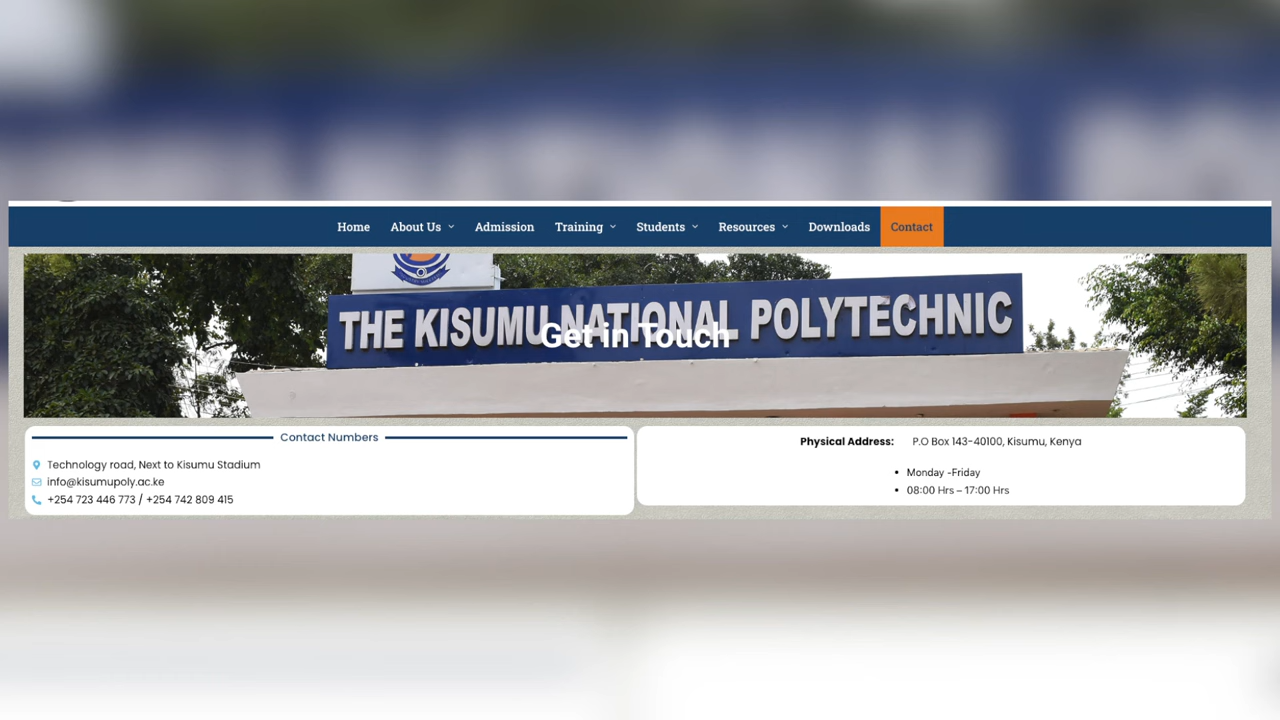 Home About Us Admission Training Students Resources Downloads Contact
THE KISUMU NATIONAL POLYTECHNIC
Get in Touch
Contact Numbers
Technology road, Next to Kisumu Stadium
info@kisumupoly.ac.ke
+254 723 446 773 / +254 742 809 415
Physical Address: P.O Box 143-40100, Kisumu, Kenya
Monday -Friday
08:00 Hrs – 17:00 Hrs